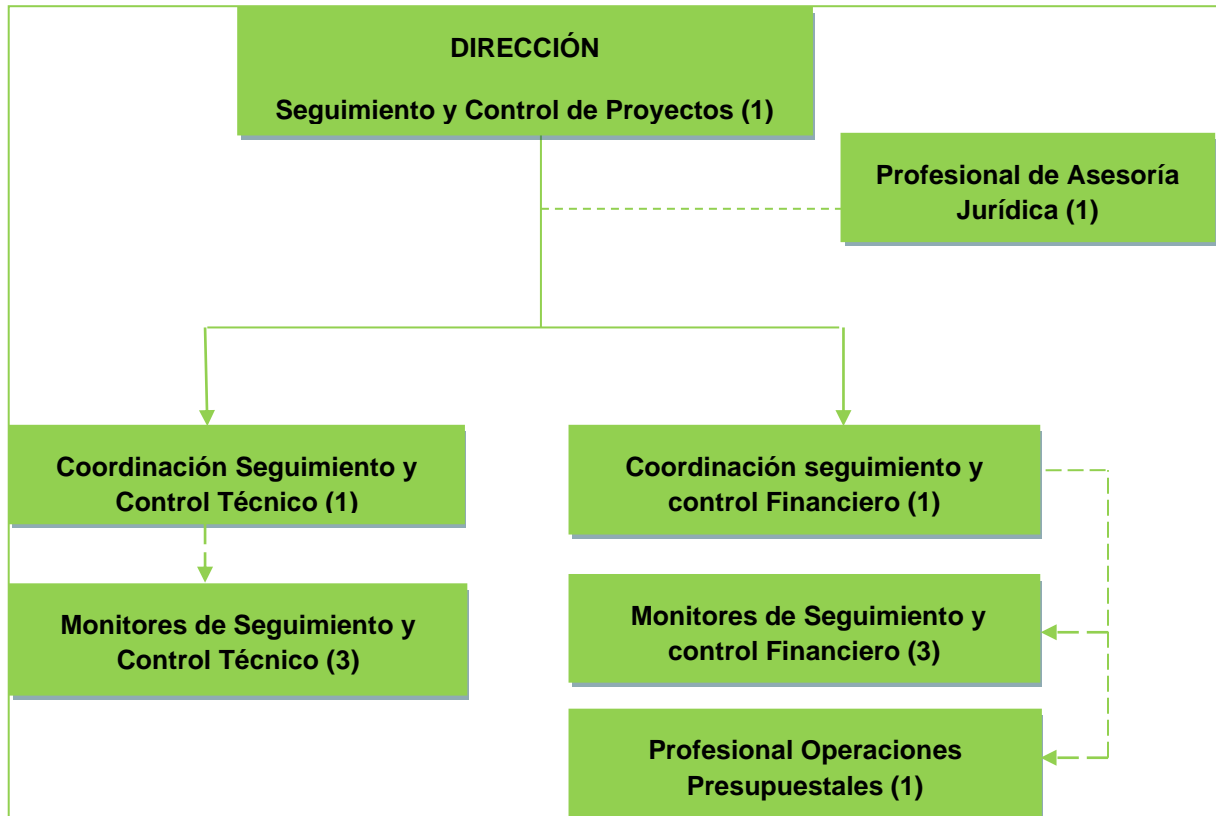 DIRECCIÓN
Seguimiento y Control de Proyectos (1)
Profesional de Asesoría
Jurídica (1)
Coordinación Seguimiento y
Control Técnico (1)
Coordinación seguimiento y
control Financiero (1)
Monitores de Seguimiento y
Control Técnico (3)
Monitores de Seguimiento y
control Financiero (3)
Profesional Operaciones
Presupuestales (1)